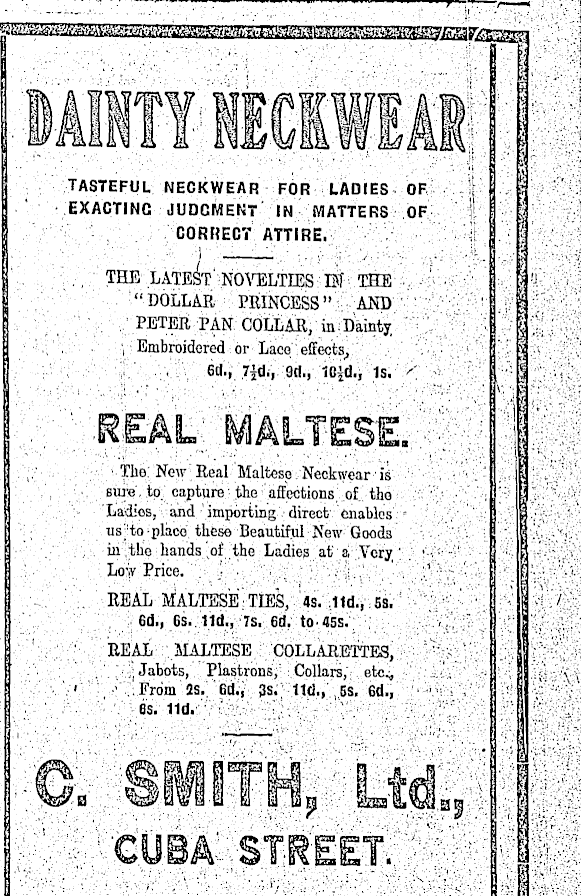 DAINTY NECKWEAR
TASTEFUL NECKWEAR FOR LADIES OF
EXACTING JUDGMENT IN MATTERS OF
CORRECT ATTIRE.
THE LATEST NOVELTIES IN THE
"DOLLAR PRINCESS" AND
PETER PAN COLLAR, in Dainty
Embroidered or Lace effects,
6d., 7½d., 9d., 10½d., 1s.
REAL MALTESE.
The New Real Maltese Neckwear is
sure to capture the affections of the
Ladies, and importing direct enables
us to place these Beautiful New Goods
in the hands of the Ladies at a Very
Low Price.
REAL MALTESE TIES, 4s. 11d., 5s.
6d., 6s. 11d., 7s. 6d. to 45s.
REAL MALTESE COLLARETTES,
Jabots, Plastrons, Collars, etc.,
From 2s. 6d., 3s. 11d., 5s. 6d.,
6s. 11d.
C. SMITH, Ltd.,
CUBA STREET.